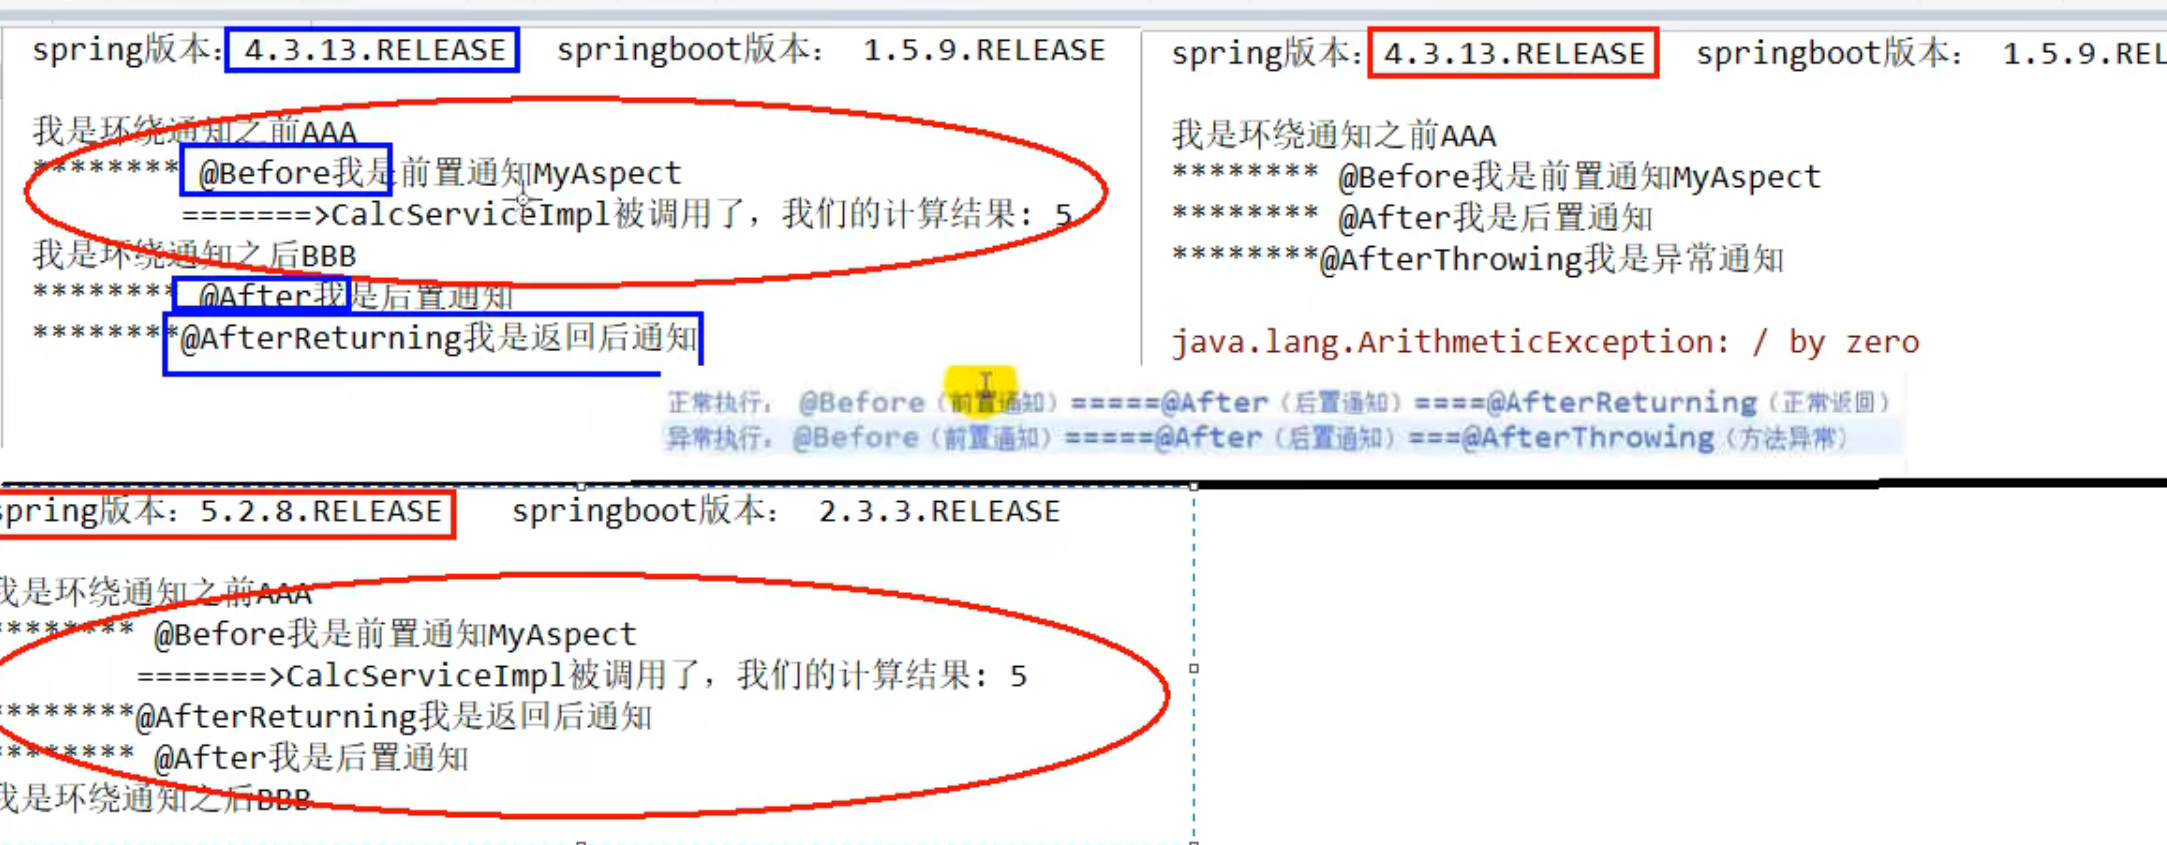 spring版本：4.3.13.RELEASE springboot版本： 1.5.9.RELEASE
我是环绕通知之前AAA
******** @Before我是前置通知MyAspect
=======>CalcServiceImpl被调用了，我们的计算结果：5
我是环绕通知之后BBB
******** @After我是后置通知
********@AfterReturning我是返回后通知
spring版本：4.3.13.RELEASE springboot版本： 1.5.9.REL
我是环绕通知之前AAA
******** @Before我是前置通知MyAspect
******** @After我是后置通知
********@AfterThrowing我是异常通知
java.lang.ArithmeticException: / by zero
正常执行： @Before（前置通知）=====@After（后置通知）====@AfterReturning（正常返回）
异常执行： @Before（前置通知）=====@After（后置通知）===@AfterThrowing（方法异常）
spring版本：5.2.8.RELEASE springboot版本： 2.3.3.RELEASE
我是环绕通知之前AAA
******** @Before我是前置通知MyAspect
=======>CalcServiceImpl被调用了，我们的计算结果：5
********@AfterReturning我是返回后通知
******** @After我是后置通知
我是环绕通知之后BBB